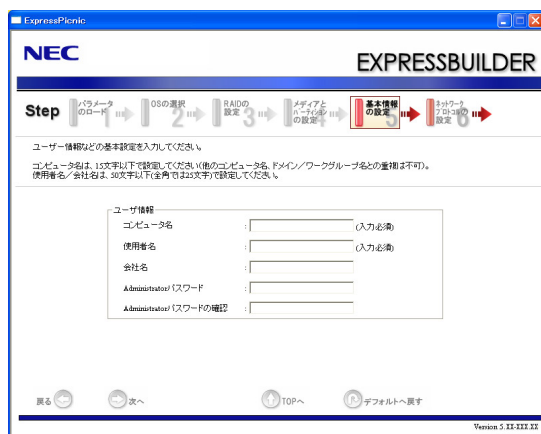 ExpressPicnic
NEC
EXPRESSBUILDER
Step
パラメータのロード 1
OSの選択 2
RAIDの設定 3
メディアとパーティションの設定 4
基本情報の設定 5
ネットワークプロトコルの設定 6
ユーザー情報などの基本設定を入力してください。
コンピュータ名は、15文字以下で設定してください(他のコンピュータ名、ドメイン/ワークグループ名との重複は不可)。
使用者名/会社名は、50文字以下(全角では25文字)で設定してください。
ユーザ情報
コンピュータ名 : (入力必須)
使用者名 : (入力必須)
会社名 :
Administratorパスワード :
Administratorパスワードの確認 :
戻る 次へ TOPへ デフォルトへ戻す
Version 5.XX-XXX.XX